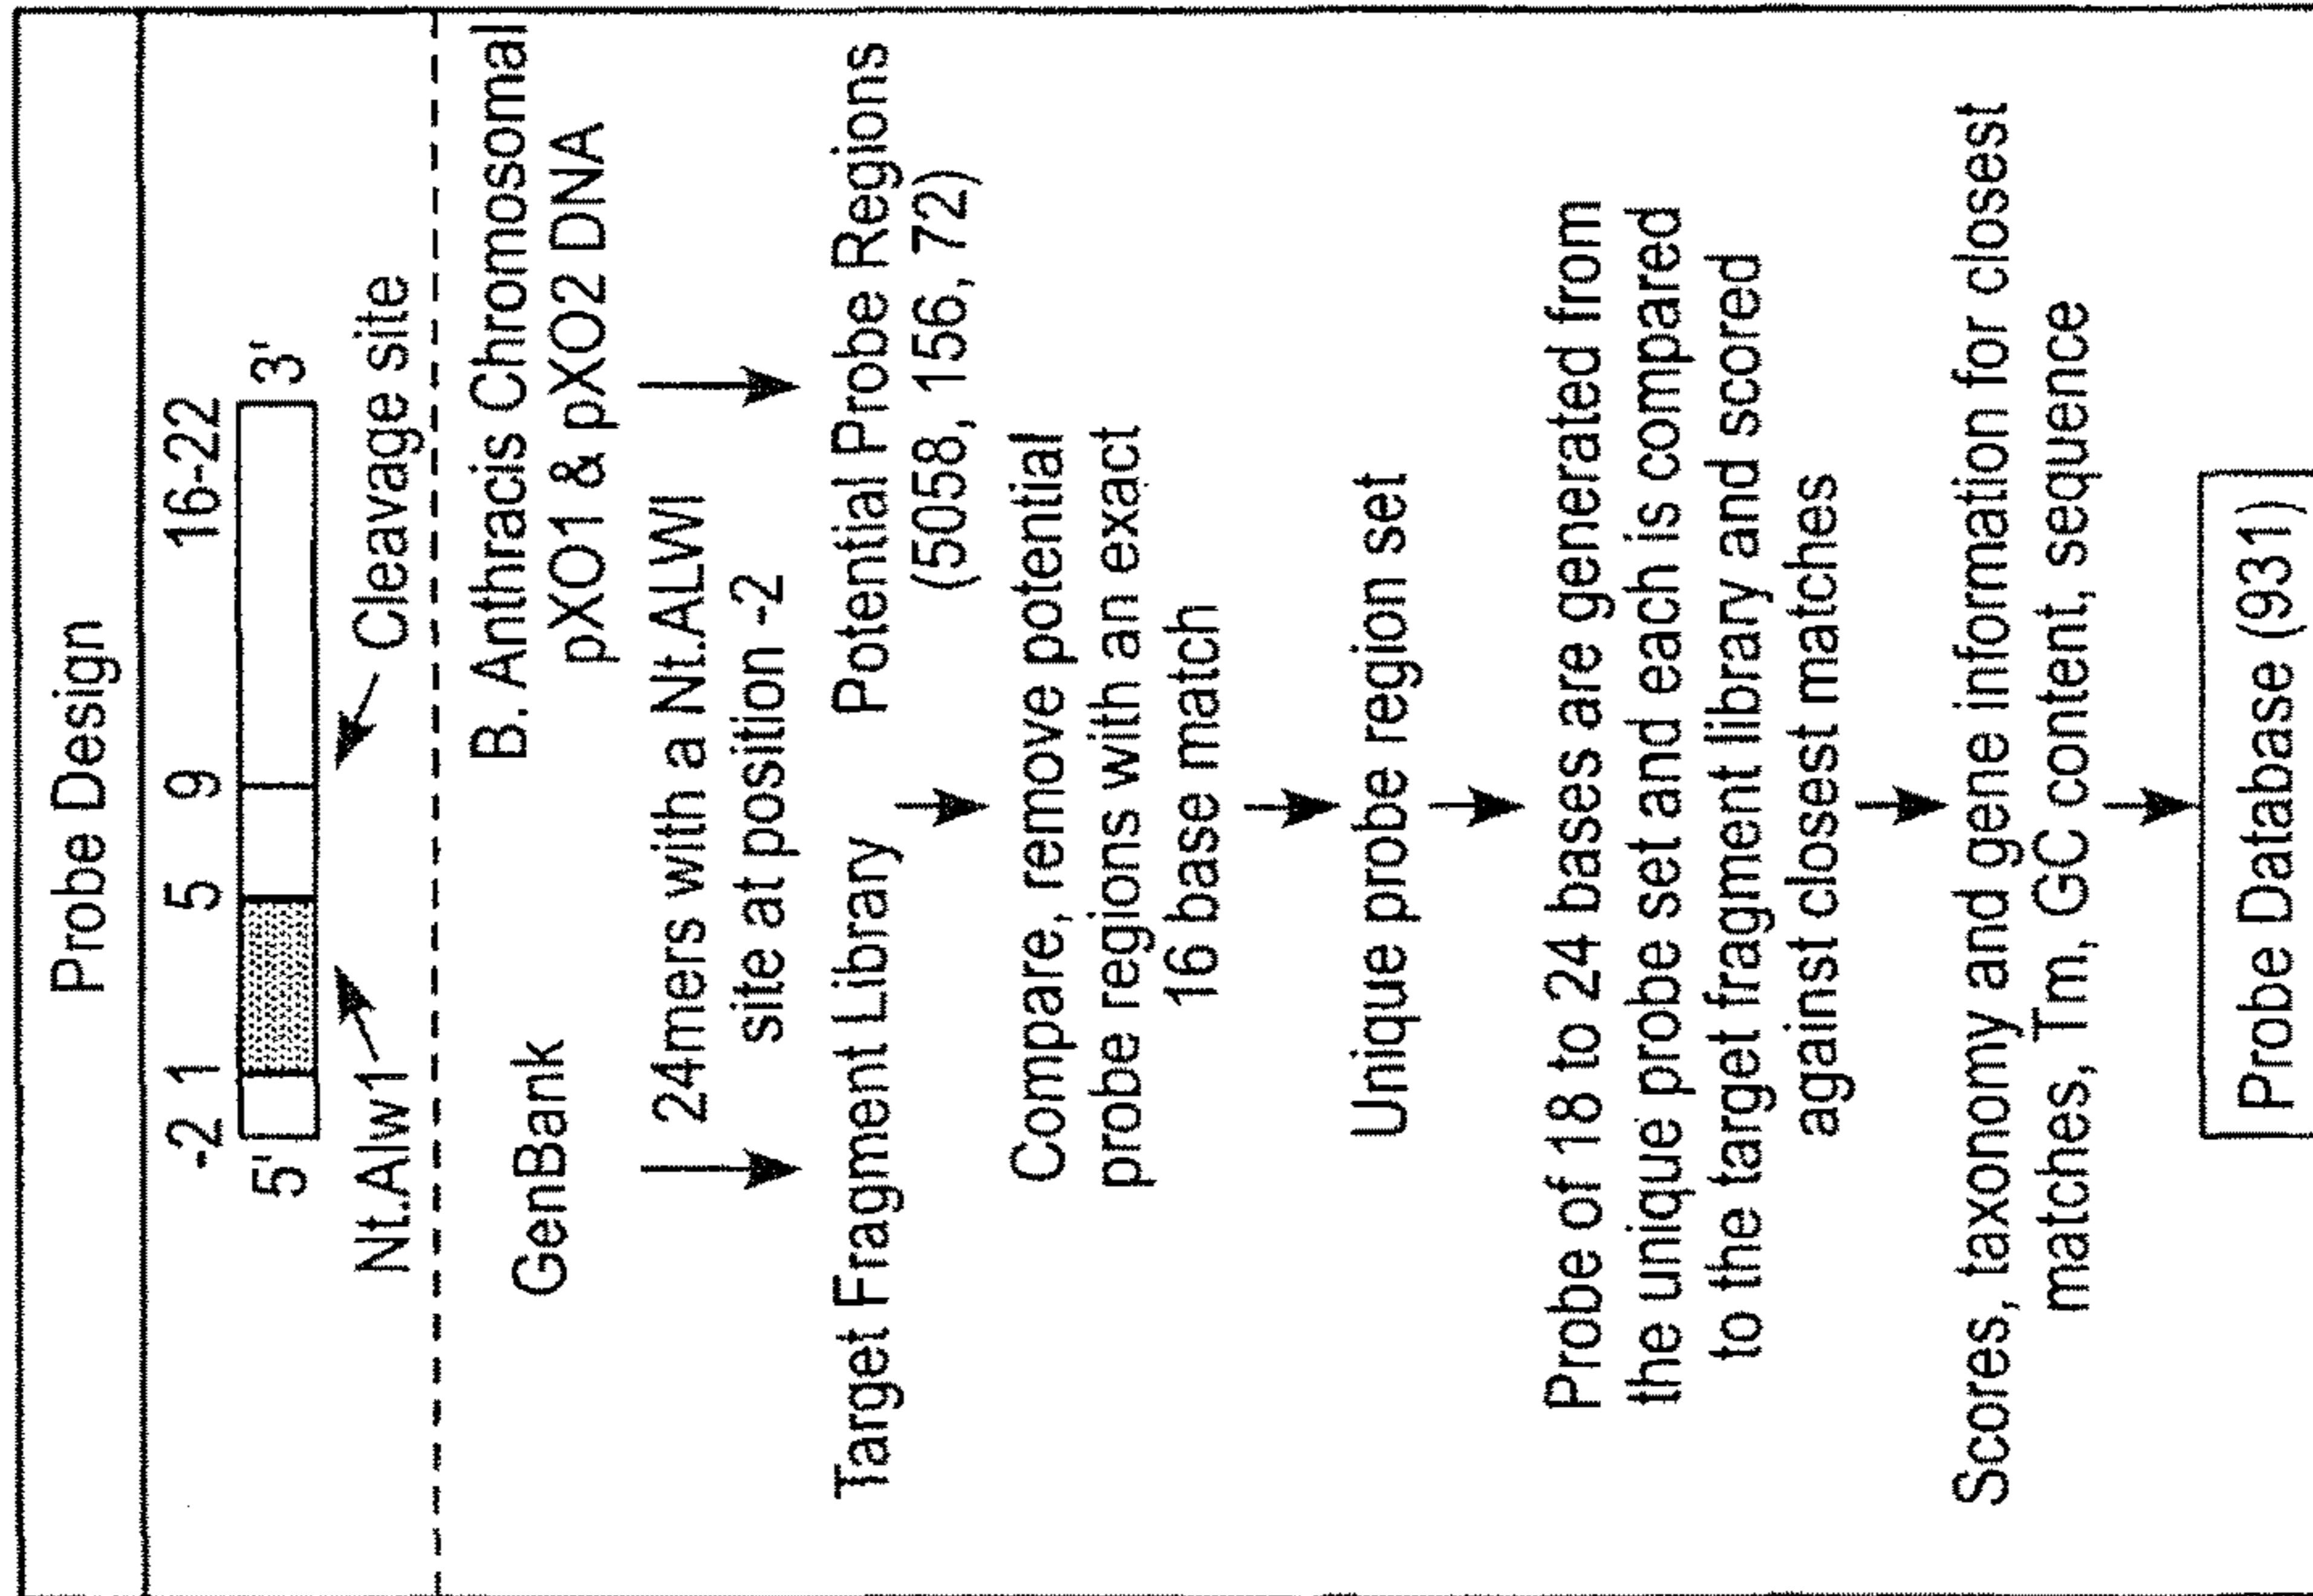 Probe Design
-2 1 5 9 16-22
5' 3'
Nt.Alw1 Cleavage site
GenBank
B. Anthracis Chromosomal
pXO1 & pXO2 DNA
24mers with a Nt.ALWI
site at position -2
Target Fragment Library
Potential Probe Regions
(5058, 156, 72)
Compare, remove potential
probe regions with an exact
16 base match
Unique probe region set
Probe of 18 to 24 bases are generated from
the unique probe set and each is compared
to the target fragment library and scored
against closest matches
Scores, taxonomy and gene information for closest
matches, Tm, GC content, sequence
Probe Database (931)